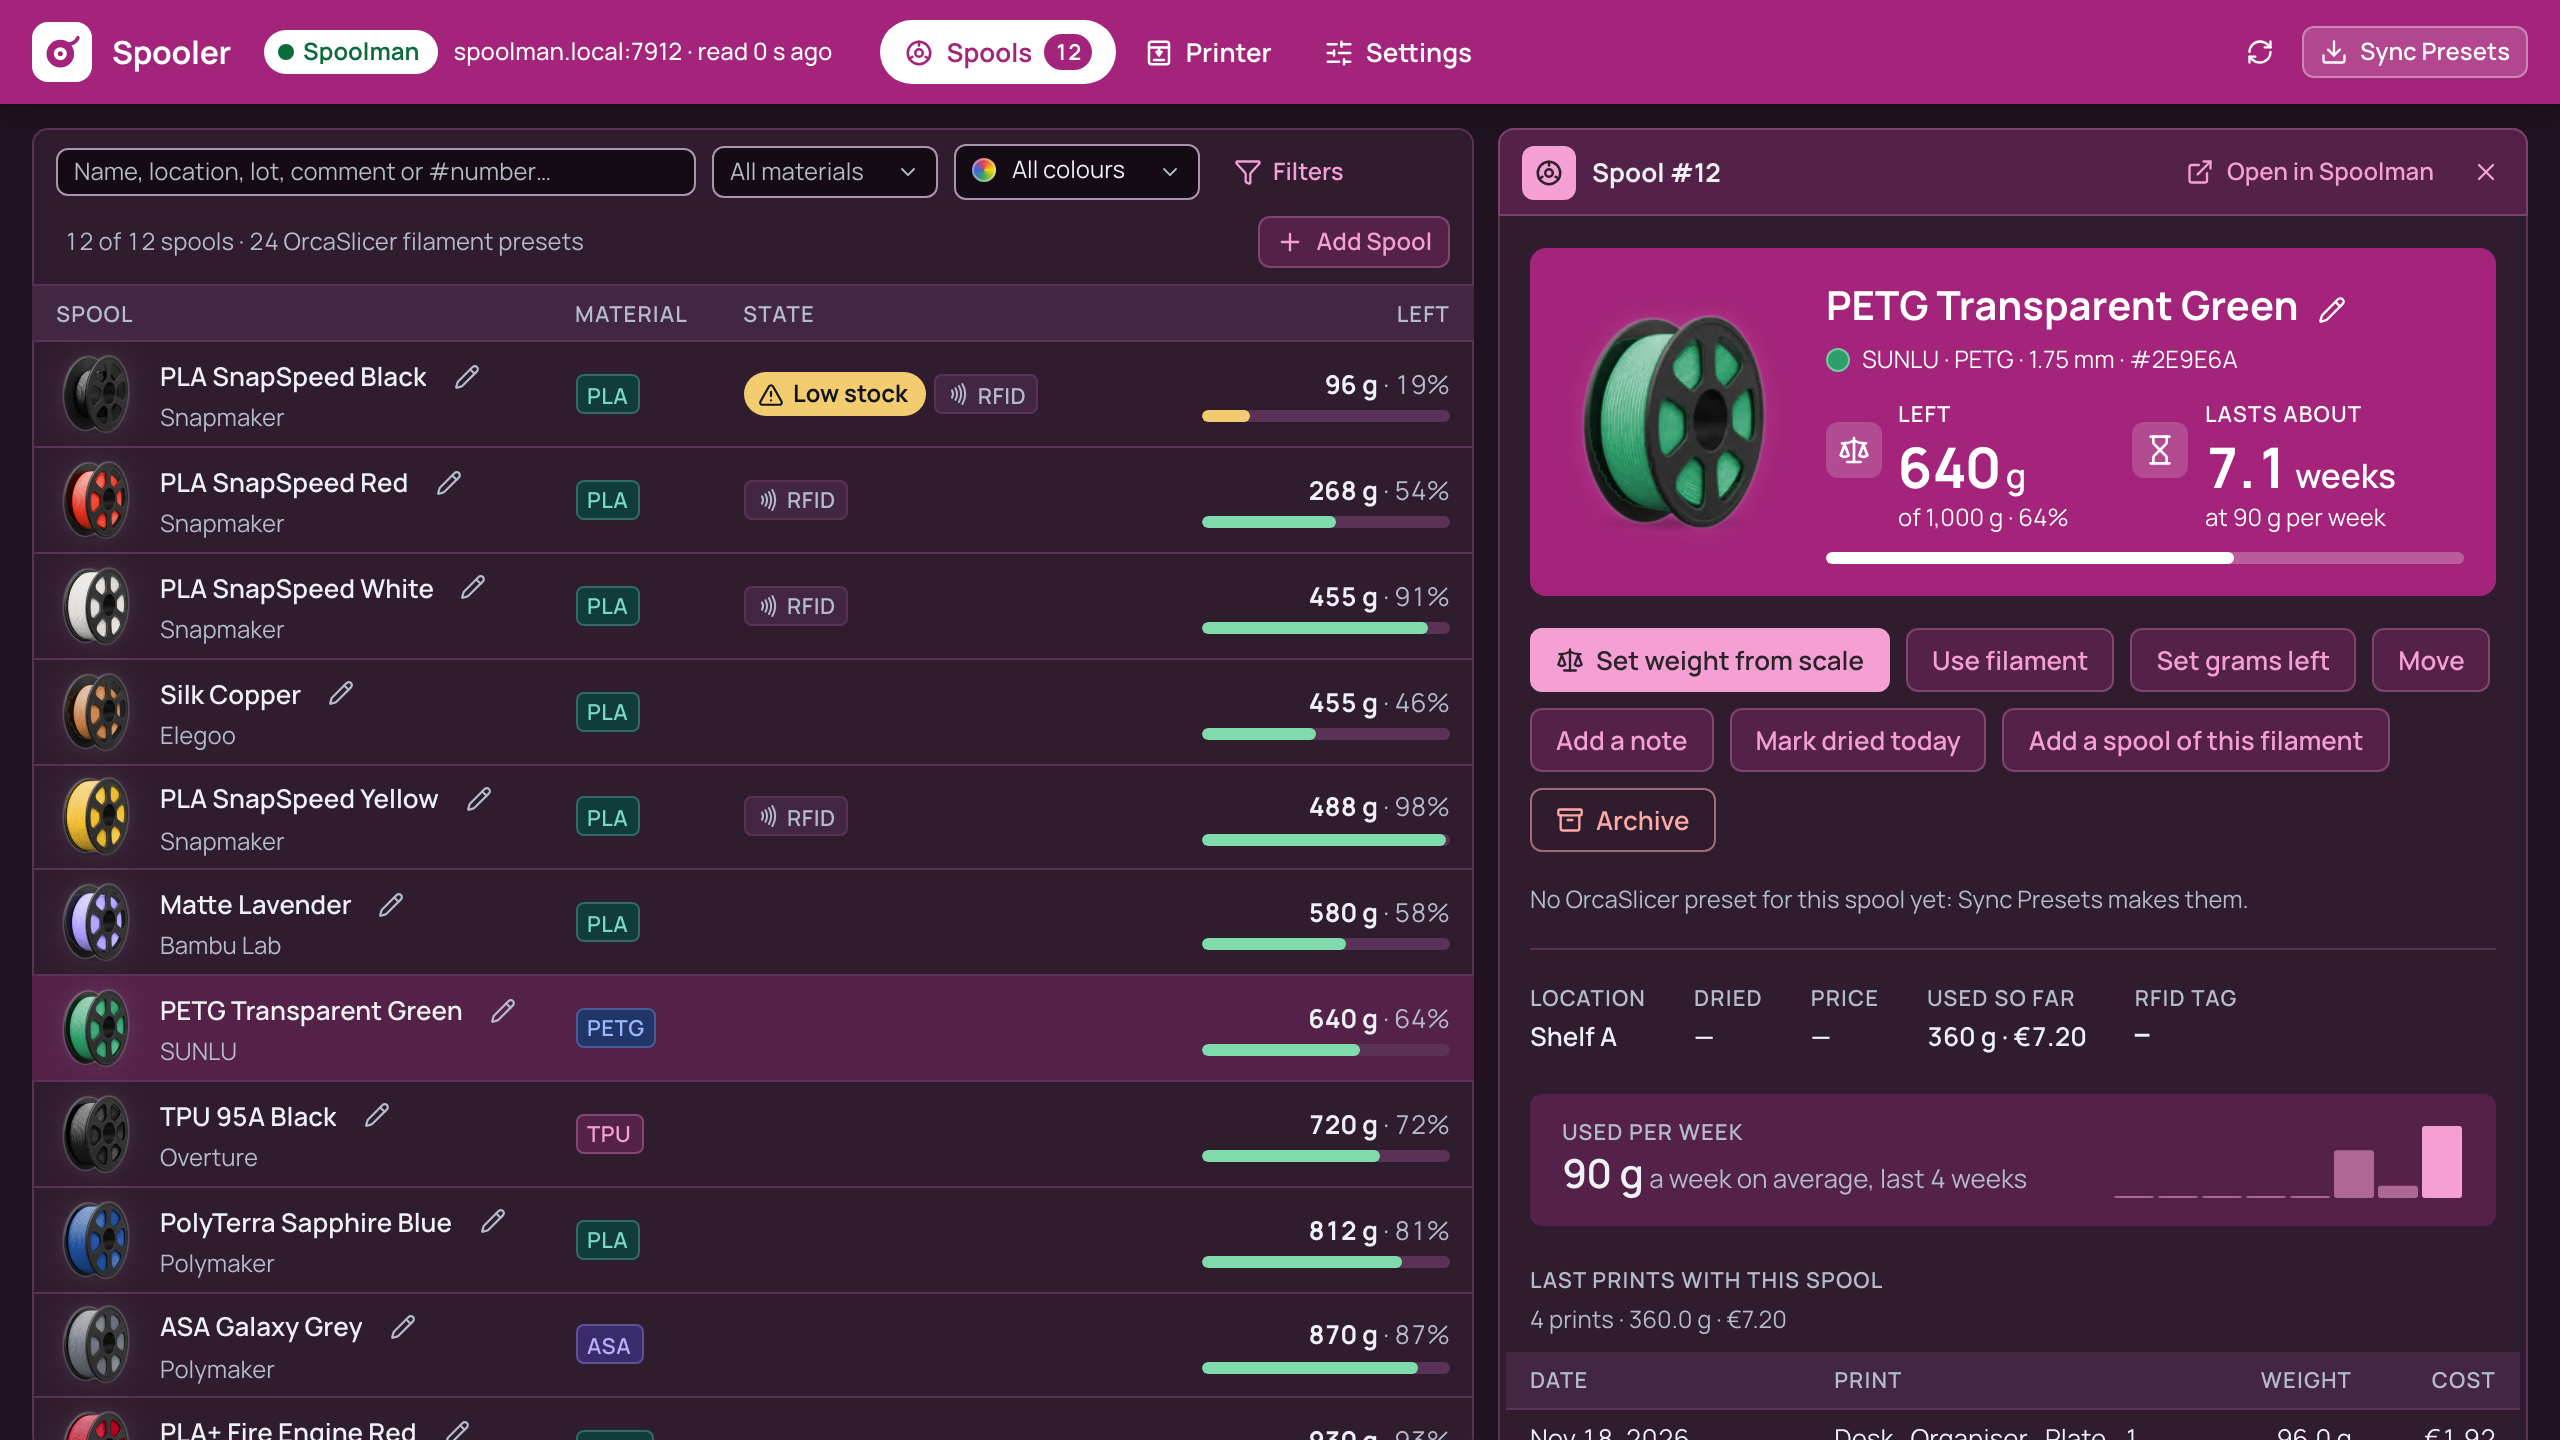 Spooler
Spoolman
spoolman.local:7912 · read 0 s ago
Spools 12
Printer
Settings
Sync Presets
Name, location, lot, comment or #number...
All materials
All colours
Filters
12 of 12 spools · 24 OrcaSlicer filament presets
Add Spool
SPOOL MATERIAL STATE LEFT
PLA SnapSpeed Black
Snapmaker
PLA
Low stock
RFID
96 g · 19%
PLA SnapSpeed Red
Snapmaker
PLA
RFID
268 g · 54%
PLA SnapSpeed White
Snapmaker
PLA
RFID
455 g · 91%
Silk Copper
Elegoo
PLA
455 g · 46%
PLA SnapSpeed Yellow
Snapmaker
PLA
RFID
488 g · 98%
Matte Lavender
Bambu Lab
PLA
580 g · 58%
PETG Transparent Green
SUNLU
PETG
640 g · 64%
TPU 95A Black
Overture
TPU
720 g · 72%
PolyTerra Sapphire Blue
Polymaker
PLA
812 g · 81%
ASA Galaxy Grey
Polymaker
ASA
870 g · 87%
PLA+ Fire Engine Red
930 g · 93%
Spool #12
Open in Spoolman
PETG Transparent Green
SUNLU · PETG · 1.75 mm · #2E9E6A
LEFT
640 g
of 1,000 g · 64%
LASTS ABOUT
7.1 weeks
at 90 g per week
Set weight from scale
Use filament
Set grams left
Move
Add a note
Mark dried today
Add a spool of this filament
Archive
No OrcaSlicer preset for this spool yet: Sync Presets makes them.
LOCATION DRIED PRICE USED SO FAR RFID TAG
Shelf A – – 360 g · €7.20 –
USED PER WEEK
90 g a week on average, last 4 weeks
LAST PRINTS WITH THIS SPOOL
4 prints · 360.0 g · €7.20
DATE PRINT WEIGHT COST
Nov 18, 2026 Desk_Organiser_Plate_1 96.0 g €1.92